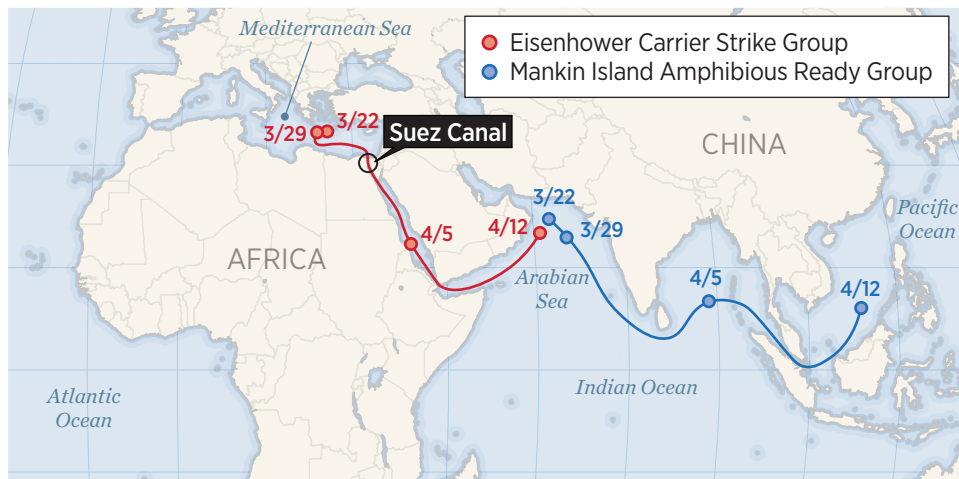 Mediterranean Sea
Eisenhower Carrier Strike Group
Mankin Island Amphibious Ready Group
3/29
3/22
Suez Canal
CHINA
3/22
Pacific
Ocean
4/5
4/12
3/29
AFRICA
Arabian
Sea
4/5
4/12
Indian Ocean
Atlantic
Ocean